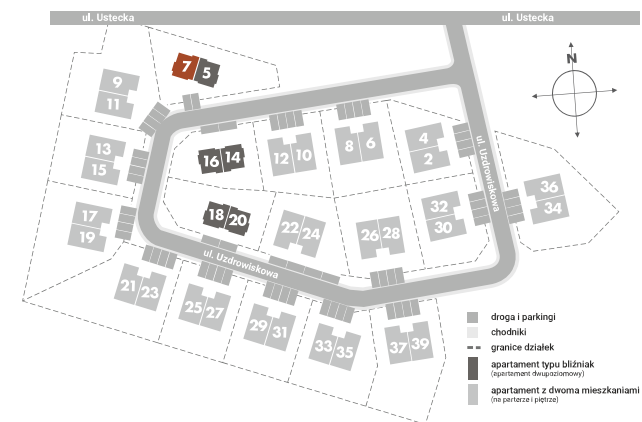 ul. Ustecka
ul. Ustecka
7 5
9
11
N
13
15
16 14
12 10
8 6
4
2
ul. Uzdrowiskowa
36
34
17
19
18 20
22 24
26 28
32
30
ul. Uzdrowiskowa
21 23
25 27
29 31
33 35
37 39
droga i parkingi
chodniki
granice działek
apartament typu bliźniak
(apartament dwupoziomowy)
apartament z dwoma mieszkaniami
(na parterze i piętrze)